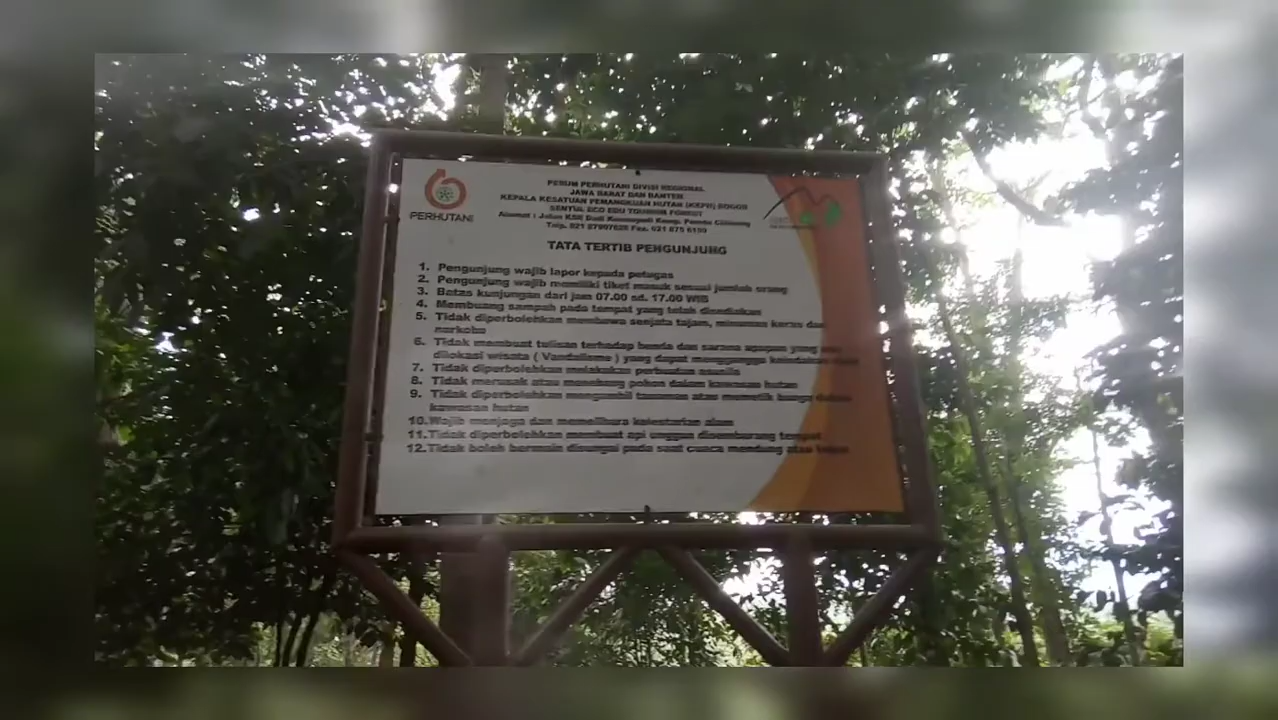 PERHUTANI
PERUM PERHUTANI DIVISI REGIONAL
JAWA BARAT DAN BANTEN
KEPALA KESATUAN PEMANGKUAN HUTAN (KEPH) BOGOR
SENTUL ECO EDU TOURISM FOREST
Alamat : Jalan KSR Dadi Kusmayadi Kamp.
Telp. 021 87907628 Fax. 021 875
TATA TERTIB PENGUNJUNG
1. Pengunjung wajib lapor kepada petugas
2. Pengunjung wajib memiliki tiket masuk sesuai jumlah orang
3. Batas kunjungan dari jam 07.00 sd. 17.00 WIB
4. Membuang sampah pada tempat yang telah disediakan
5. Tidak diperbolehkan membawa senjata tajam, minuman keras dan
narkoba
6. Tidak membuat tulisan terhadap benda dan sarana apapun yang
dilokasi wisata ( Vandalisme ) yang dapat mengganggu keindahan
7. Tidak diperbolehkan melakukan perbuatan asusila
8. Tidak merusak atau menebang pohon dalam kawasan hutan
9. Tidak diperbolehkan mengambil tanaman atau memetik bunga dalam
kawasan hutan
10. Wajib menjaga dan memelihara kelestarian alam
11. Tidak diperbolehkan membuat api unggun disembarang tempat
12. Tidak boleh bermain disungai pada saat cuaca mendung atau hujan